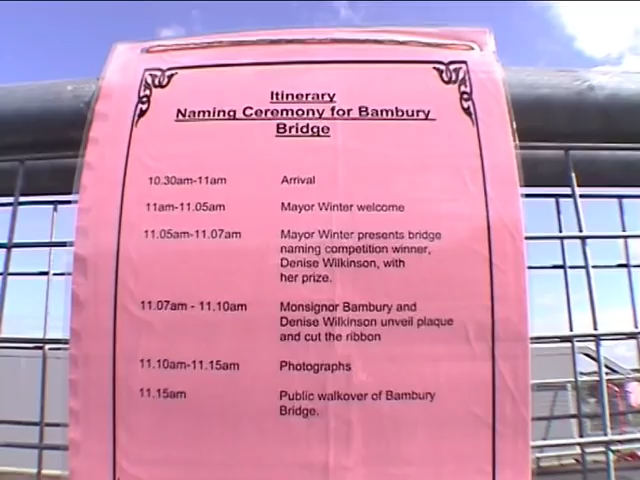 Itinerary
Naming Ceremony for Bambury
Bridge
10.30am-11am Arrival
11am-11.05am Mayor Winter welcome
11.05am-11.07am Mayor Winter presents bridge
naming competition winner,
Denise Wilkinson, with
her prize.
11.07am - 11.10am Monsignor Bambury and
Denise Wilkinson unveil plaque
and cut the ribbon
11.10am-11.15am Photographs
11.15am Public walkover of Bambury
Bridge.